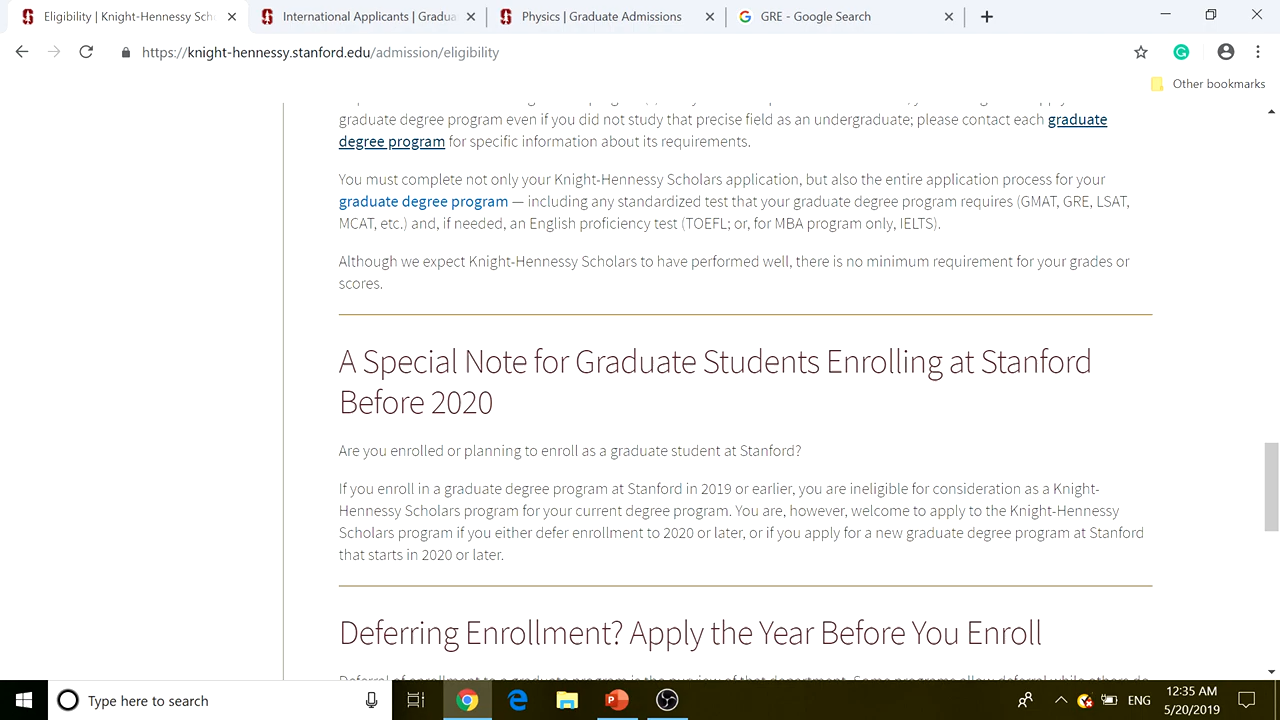 Eligibility | Knight-Hennessy Sch
International Applicants | Gradua
Physics | Graduate Admissions
GRE - Google Search
https://knight-hennessy.stanford.edu/admission/eligibility
Other bookmarks
graduate degree program even if you did not study that precise field as an undergraduate; please contact each graduate
degree program for specific information about its requirements.
You must complete not only your Knight-Hennessy Scholars application, but also the entire application process for your
graduate degree program — including any standardized test that your graduate degree program requires (GMAT, GRE, LSAT,
MCAT, etc.) and, if needed, an English proficiency test (TOEFL; or, for MBA program only, IELTS).
Although we expect Knight-Hennessy Scholars to have performed well, there is no minimum requirement for your grades or
scores.
A Special Note for Graduate Students Enrolling at Stanford
Before 2020
Are you enrolled or planning to enroll as a graduate student at Stanford?
If you enroll in a graduate degree program at Stanford in 2019 or earlier, you are ineligible for consideration as a Knight-
Hennessy Scholars program for your current degree program. You are, however, welcome to apply to the Knight-Hennessy
Scholars program if you either defer enrollment to 2020 or later, or if you apply for a new graduate degree program at Stanford
that starts in 2020 or later.
Deferring Enrollment? Apply the Year Before You Enroll
Type here to search
ENG
12:35 AM
5/20/2019